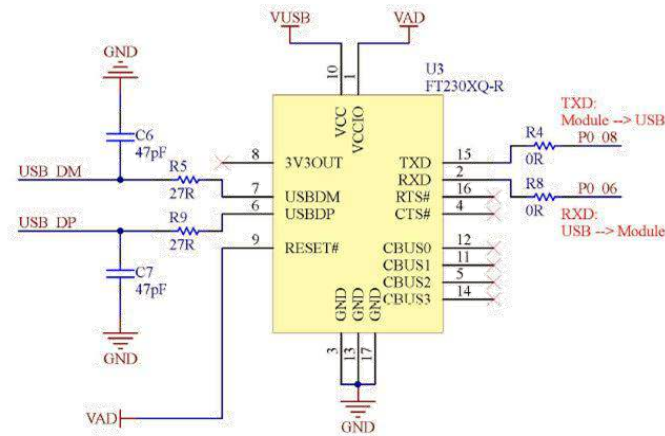 VUSB
VAD
GND
10
1
U3
FT230XQ-R
VCC
VCCIO
C6
47pF
TXD:
Module --> USB
R4
P0_08
0R
8
3V3OUT
TXD
15
USB_DM
R5
27R
7
USBDM
RXD
2
R8
P0_06
0R
6
USBDP
RTS#
16
CTS#
4
USB_DP
R9
27R
RXD:
USB --> Module
9
RESET#
CBUS0
12
CBUS1
11
CBUS2
5
CBUS3
14
C7
47pF
GND
GND
GND
GND
3
13
17
VAD
GND